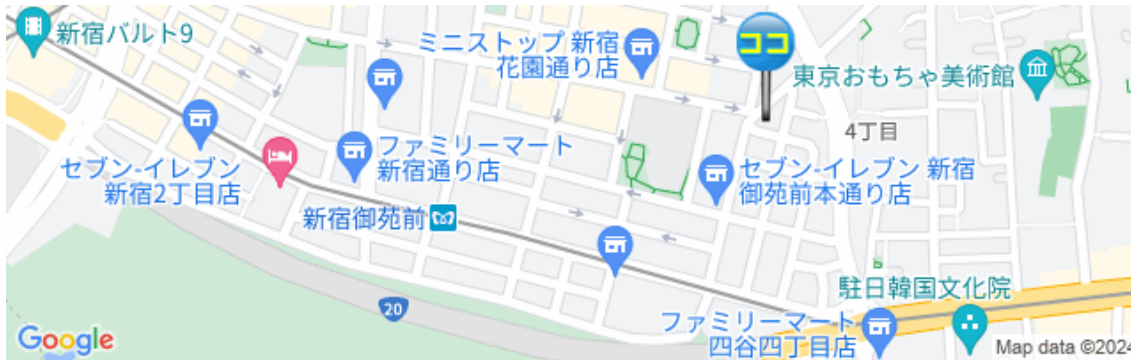 新宿バルト9
ミニストップ 新宿
花園通り店
ココ
東京おもちゃ美術館
4丁目
セブン-イレブン
新宿2丁目店
ファミリーマート
新宿通り店
セブン-イレブン 新宿
御苑前本通り店
新宿御苑前
20
駐日韓国文化院
ファミリーマート
四谷四丁目店
Google
Map data ©2024